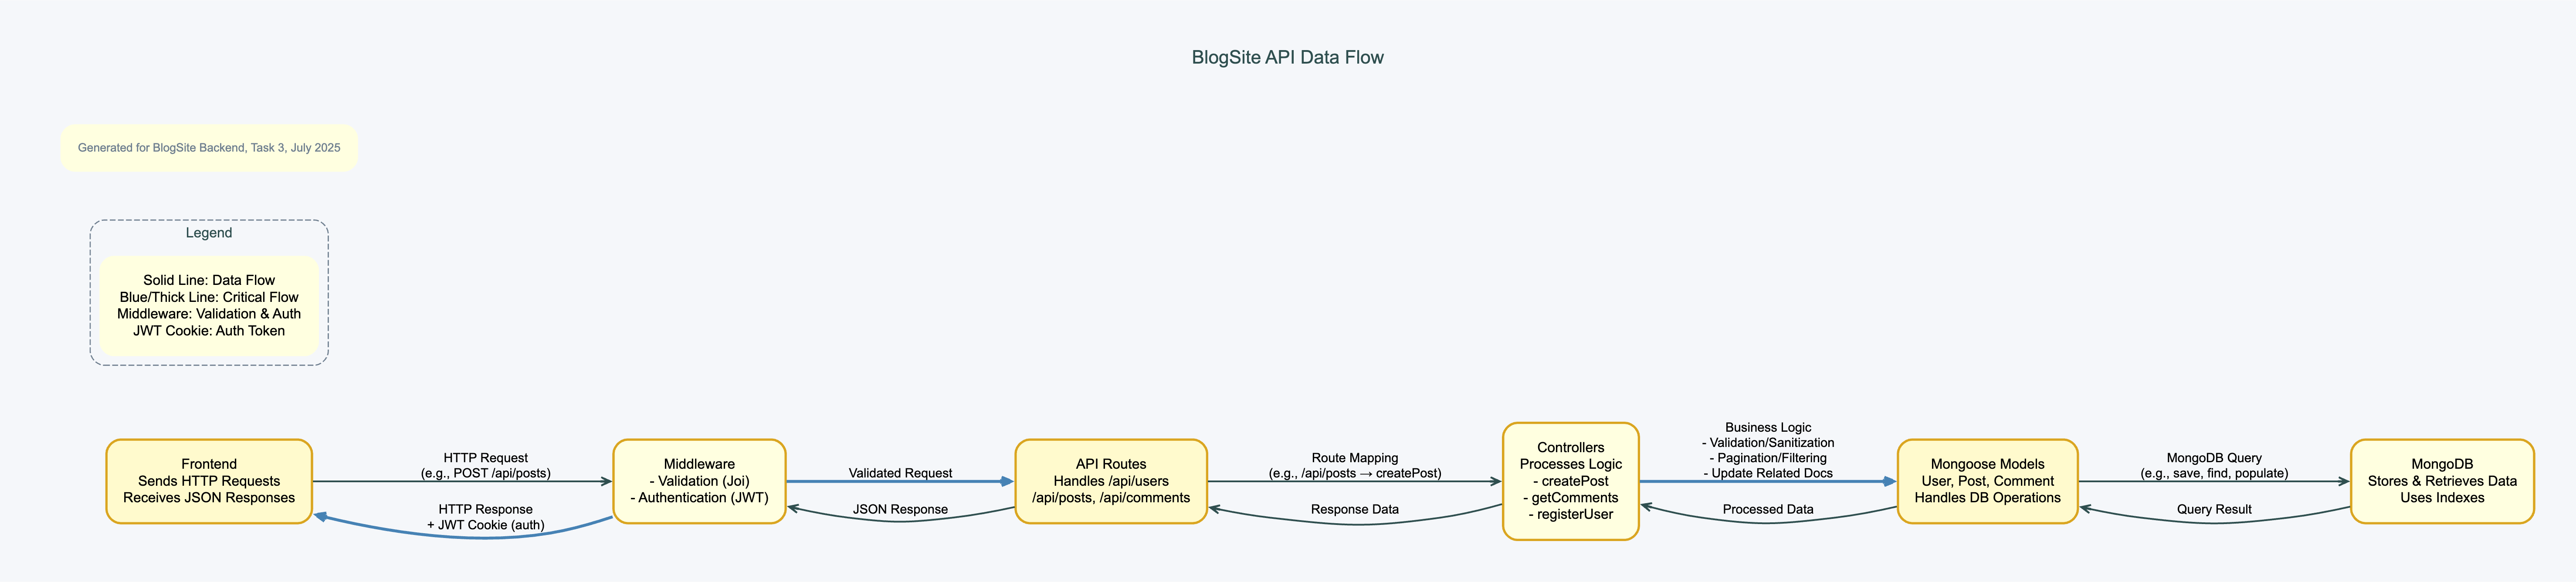 BlogSite API Data Flow
Generated for BlogSite Backend, Task 3, July 2025
Legend
Solid Line: Data Flow
Blue/Thick Line: Critical Flow
Middleware: Validation & Auth
JWT Cookie: Auth Token
Frontend
Sends HTTP Requests
Receives JSON Responses
HTTP Request
(e.g., POST /api/posts)
HTTP Response
+ JWT Cookie (auth)
Middleware
- Validation (Joi)
- Authentication (JWT)
Validated Request
JSON Response
API Routes
Handles /api/users
/api/posts, /api/comments
Route Mapping
(e.g., /api/posts → createPost)
Response Data
Controllers
Processes Logic
- createPost
- getComments
- registerUser
Business Logic
- Validation/Sanitization
- Pagination/Filtering
- Update Related Docs
Processed Data
Mongoose Models
User, Post, Comment
Handles DB Operations
MongoDB Query
(e.g., save, find, populate)
Query Result
MongoDB
Stores & Retrieves Data
Uses Indexes